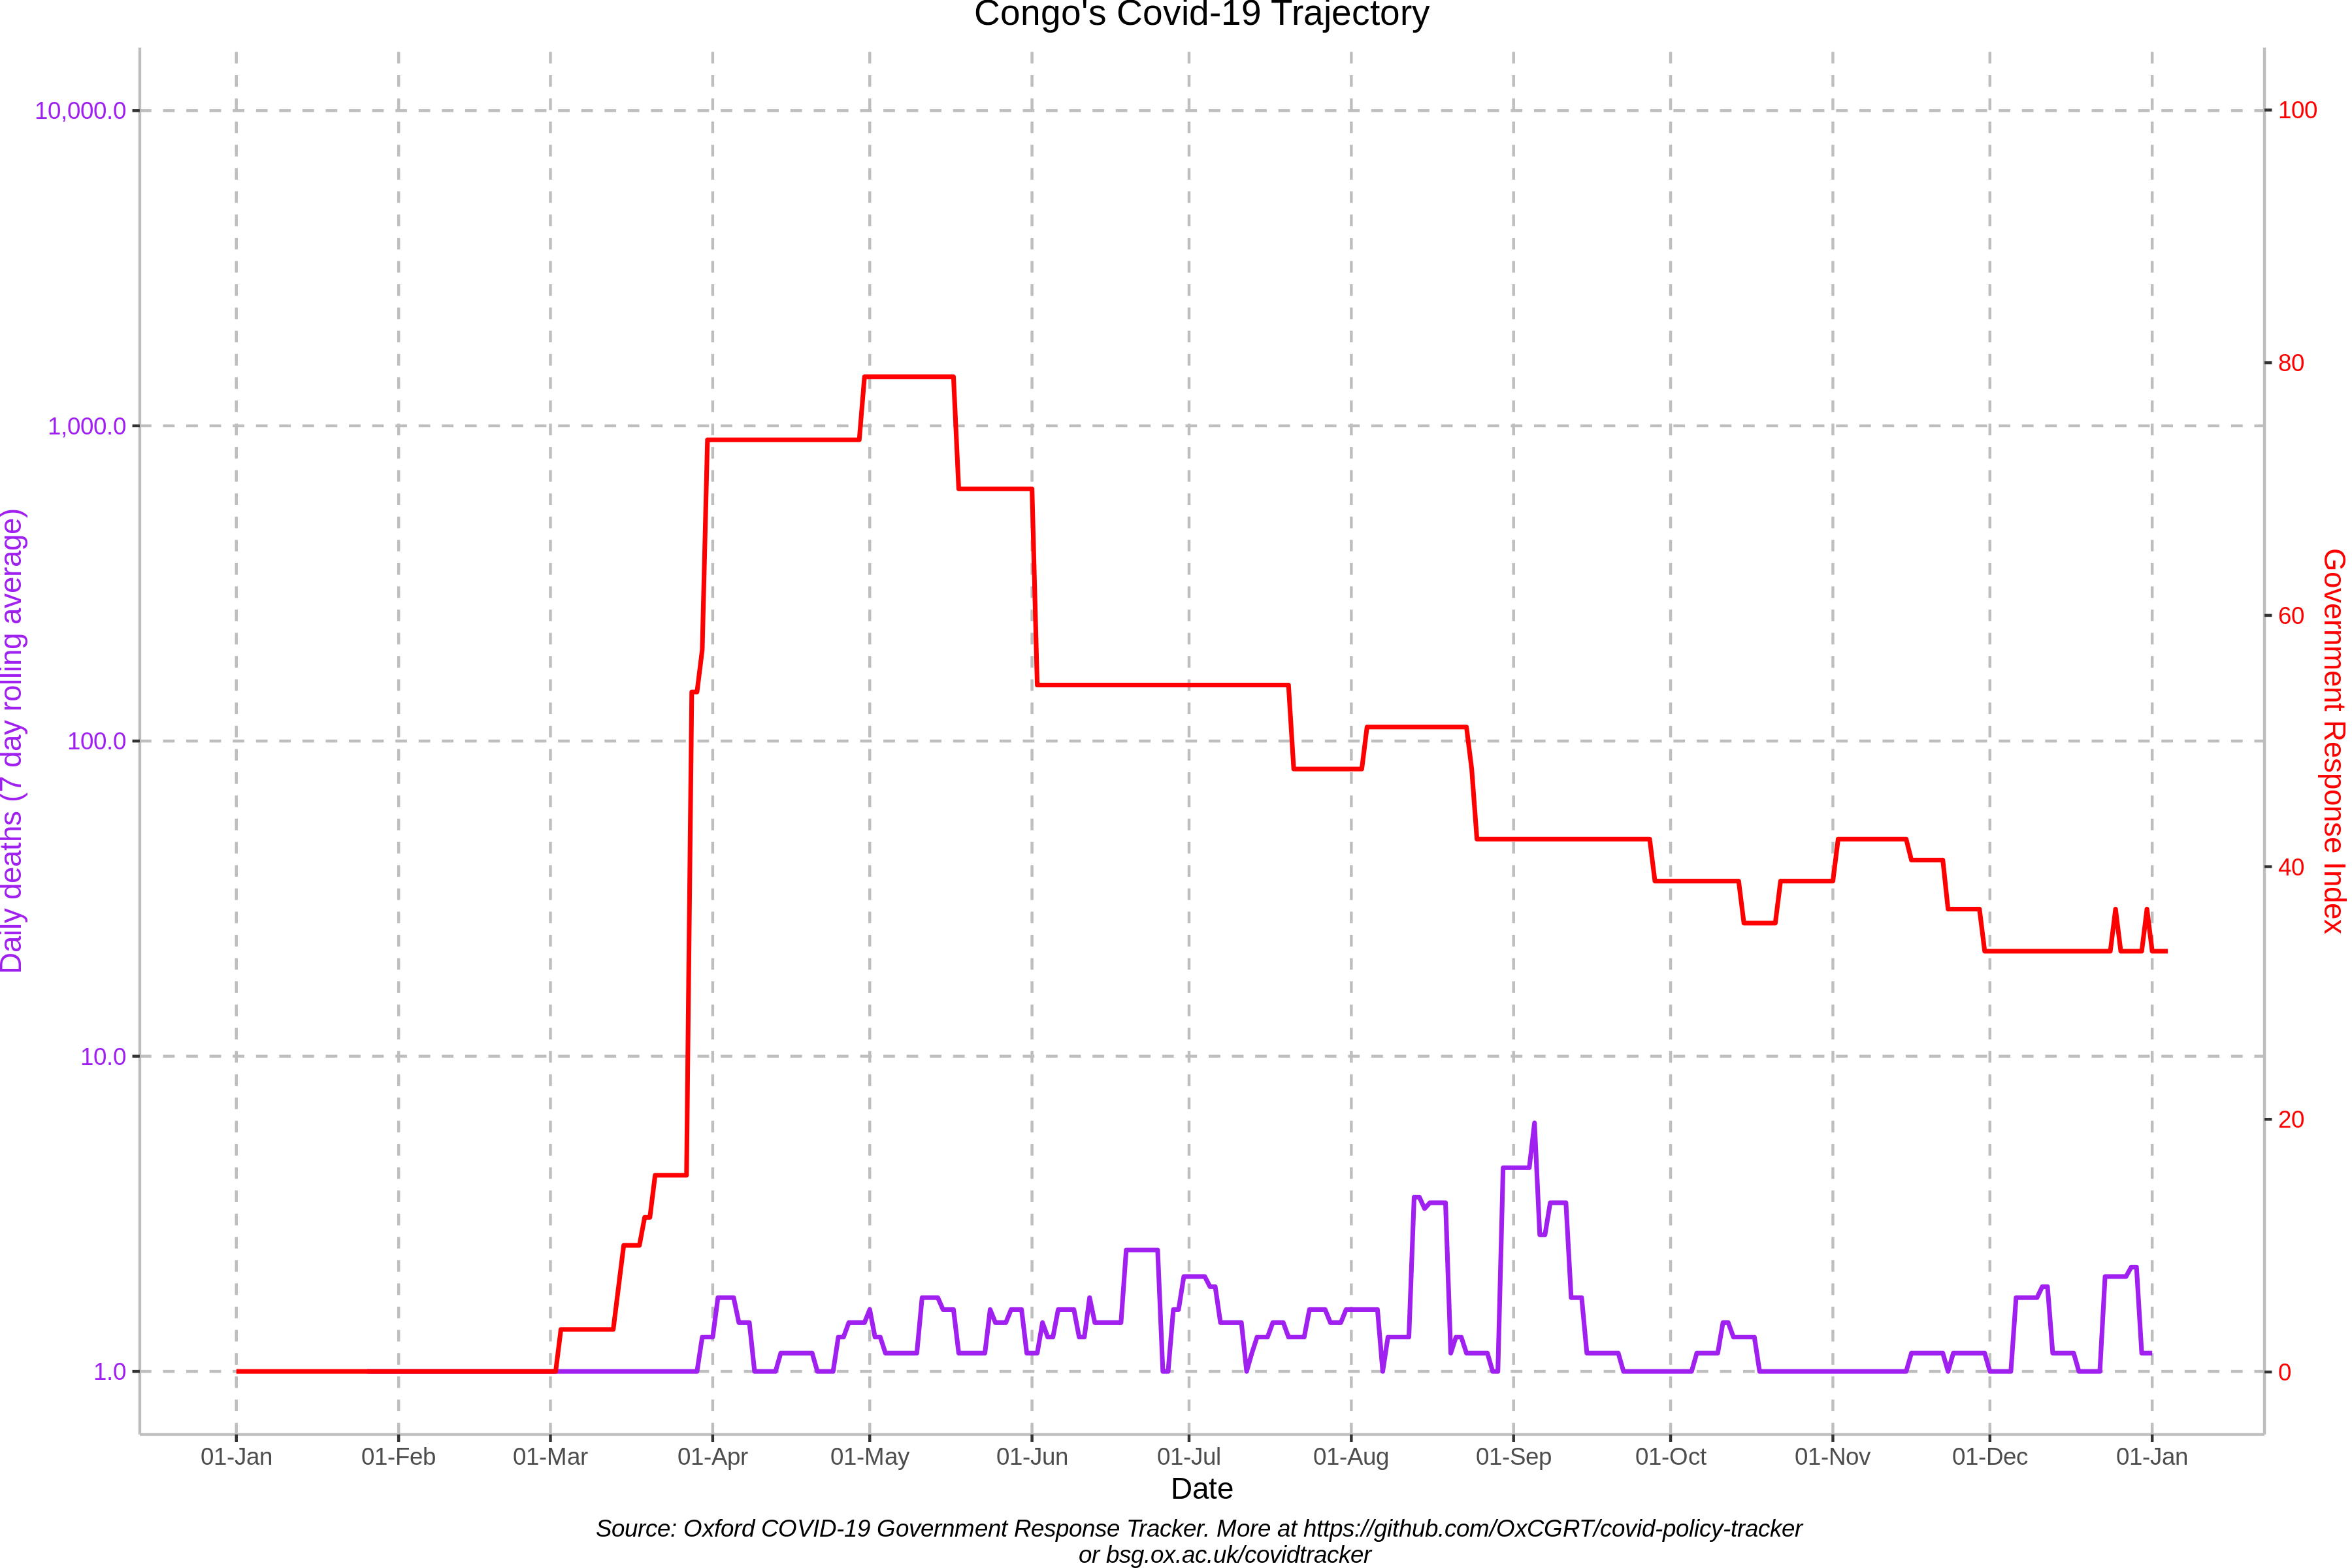 Congo's Covid-19 Trajectory
Daily deaths (7 day rolling average)
10,000.0
1,000.0
100.0
10.0
1.0
100
80
60
40
20
0
Government Response Index
01-Jan 01-Feb 01-Mar 01-Apr 01-May 01-Jun 01-Jul 01-Aug 01-Sep 01-Oct 01-Nov 01-Dec 01-Jan
Date
Source: Oxford COVID-19 Government Response Tracker. More at https://github.com/OxCGRT/covid-policy-tracker
or bsg.ox.ac.uk/covidtracker